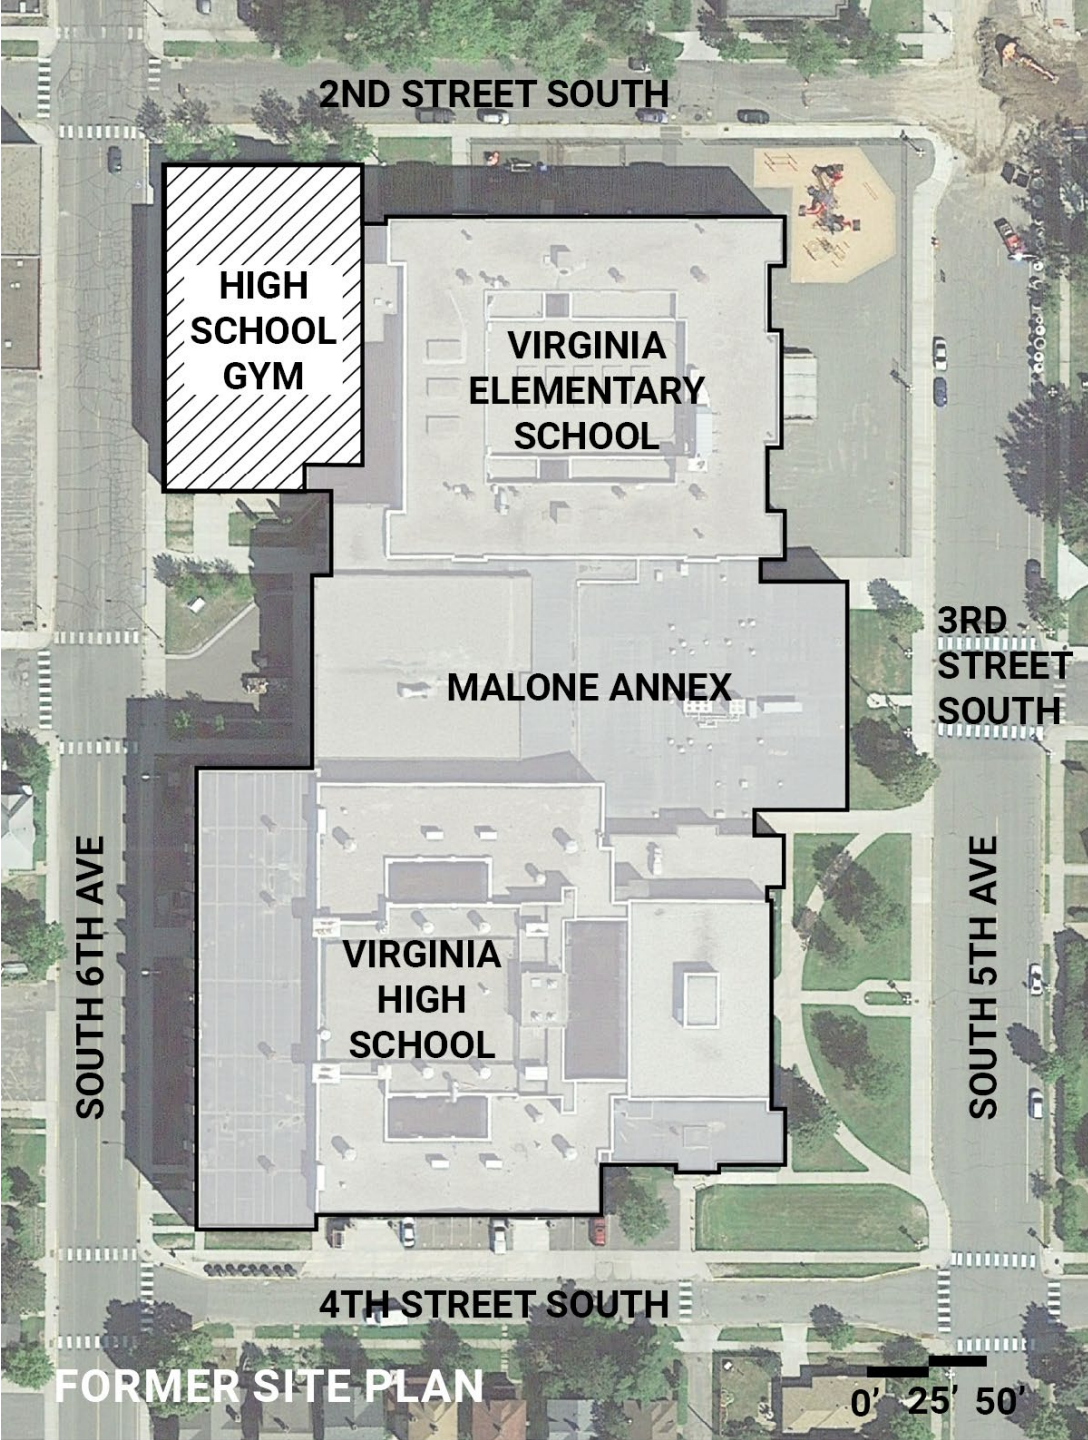 2ND STREET SOUTH
HIGH
SCHOOL
GYM
VIRGINIA
ELEMENTARY
SCHOOL
3RD
STREET
SOUTH
MALONE ANNEX
SOUTH 6TH AVE
VIRGINIA
HIGH
SCHOOL
SOUTH 5TH AVE
4TH STREET SOUTH
FORMER SITE PLAN
0' 25' 50'